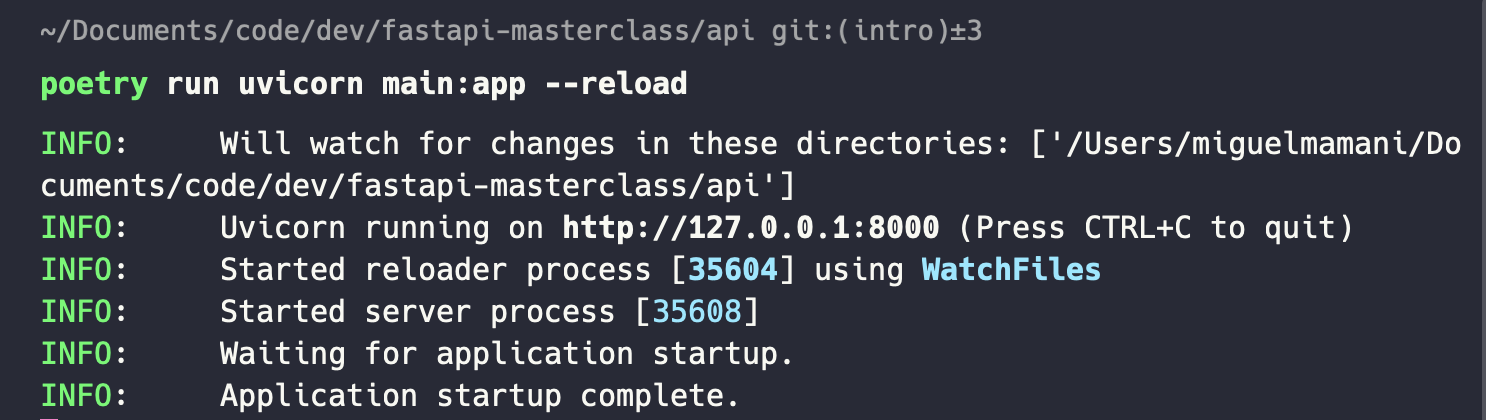 ~/Documents/code/dev/fastapi-masterclass/api git:(intro)±3
poetry run uvicorn main:app --reload
INFO:     Will watch for changes in these directories: ['/Users/miguelmamani/Do
cuments/code/dev/fastapi-masterclass/api']
INFO:     Uvicorn running on http://127.0.0.1:8000 (Press CTRL+C to quit)
INFO:     Started reloader process [35604] using WatchFiles
INFO:     Started server process [35608]
INFO:     Waiting for application startup.
INFO:     Application startup complete.